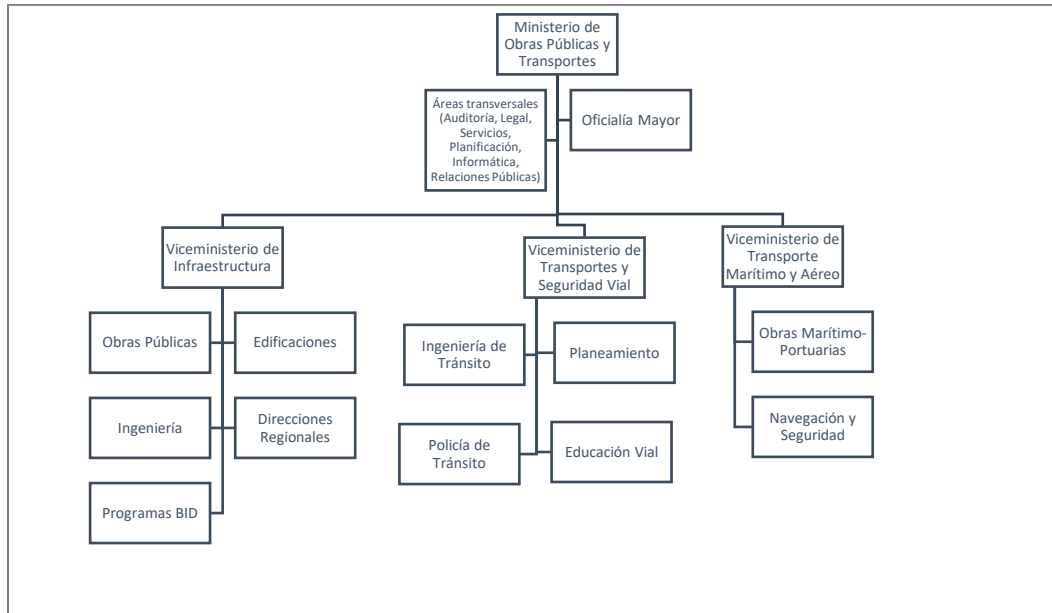 Ministerio de
Obras Públicas y
Transportes
Áreas transversales
(Auditoría, Legal,
Servicios,
Planificación,
Informática,
Relaciones Públicas)
Oficialía Mayor
Viceministerio de
Infraestructura
Obras Públicas
Edificaciones
Ingeniería
Direcciones
Regionales
Programas BID
Viceministerio de
Transportes y
Seguridad Vial
Ingeniería de
Tránsito
Planeamiento
Policía de
Tránsito
Educación Vial
Viceministerio de
Transporte
Marítimo y Aéreo
Obras Marítimo-
Portuarias
Navegación y
Seguridad